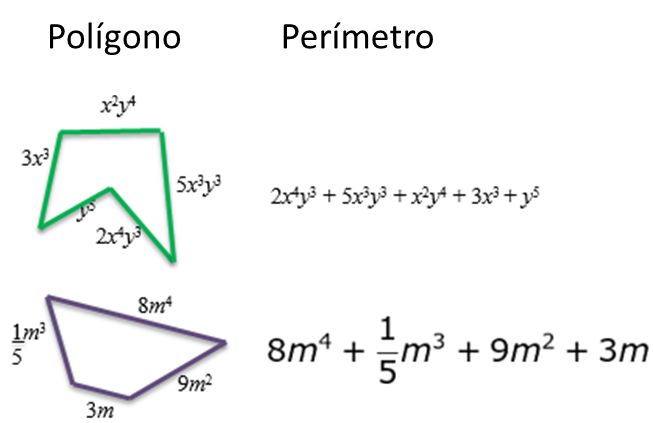 Polígono Perímetro
x²y⁴
3x³
5x³y³
y⁵
2x⁴y³
2x⁴y³ + 5x³y³ + x²y⁴ + 3x³ + y⁵
8m⁴
1/5 m³
9m²
3m
8m⁴ + 1/5 m³ + 9m² + 3m